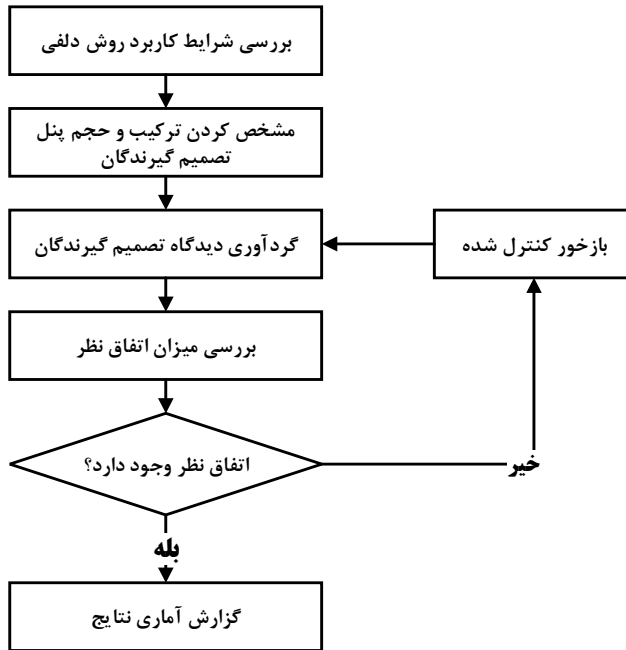 بررسی شرایط کاربرد روش دلفی
مشخص کردن ترکیب و حجم پنل
تصمیم گیرندگان
گردآوری دیدگاه تصمیم گیرندگان
بازخور کنترل شده
بررسی میزان اتفاق نظر
اتفاق نظر وجود دارد؟
خیر
بله
گزارش آماری نتایج